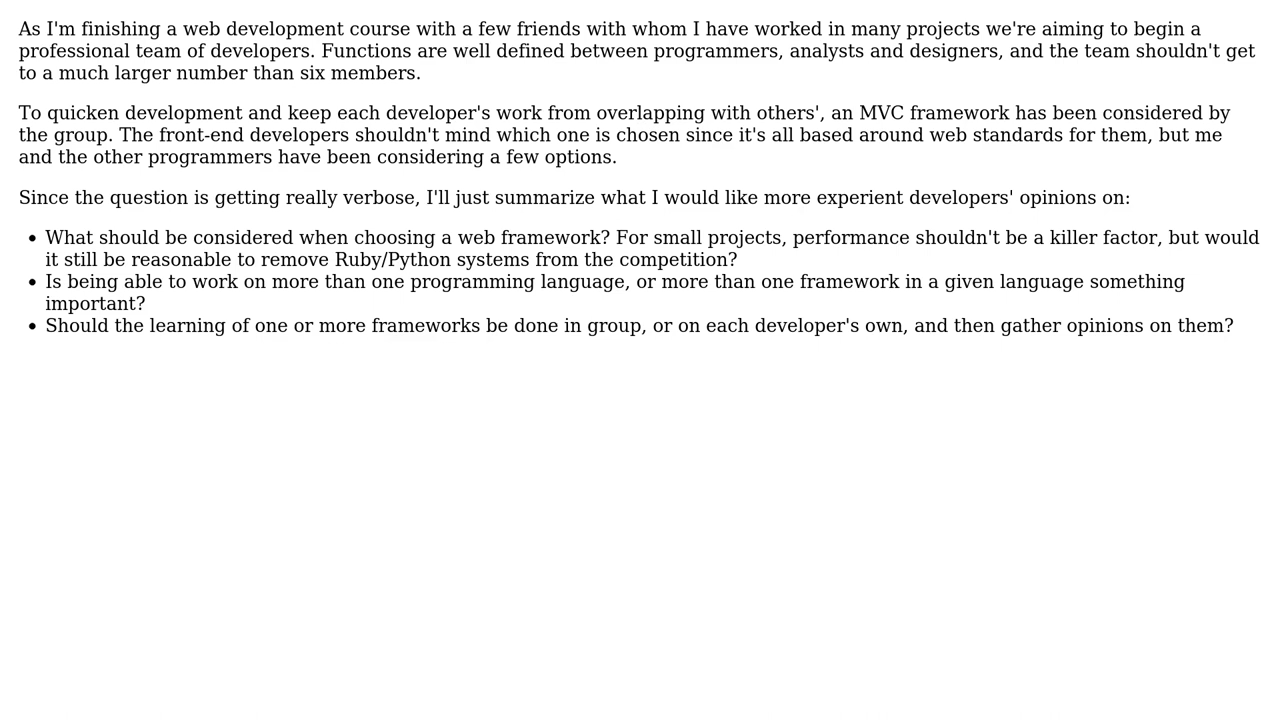 As I'm finishing a web development course with a few friends with whom I have worked in many projects we're aiming to begin a
professional team of developers. Functions are well defined between programmers, analysts and designers, and the team shouldn't get
to a much larger number than six members.
To quicken development and keep each developer's work from overlapping with others', an MVC framework has been considered by
the group. The front-end developers shouldn't mind which one is chosen since it's all based around web standards for them, but me
and the other programmers have been considering a few options.
Since the question is getting really verbose, I'll just summarize what I would like more experient developers' opinions on:
• What should be considered when choosing a web framework? For small projects, performance shouldn't be a killer factor, but would
it still be reasonable to remove Ruby/Python systems from the competition?
• Is being able to work on more than one programming language, or more than one framework in a given language something
important?
• Should the learning of one or more frameworks be done in group, or on each developer's own, and then gather opinions on them?